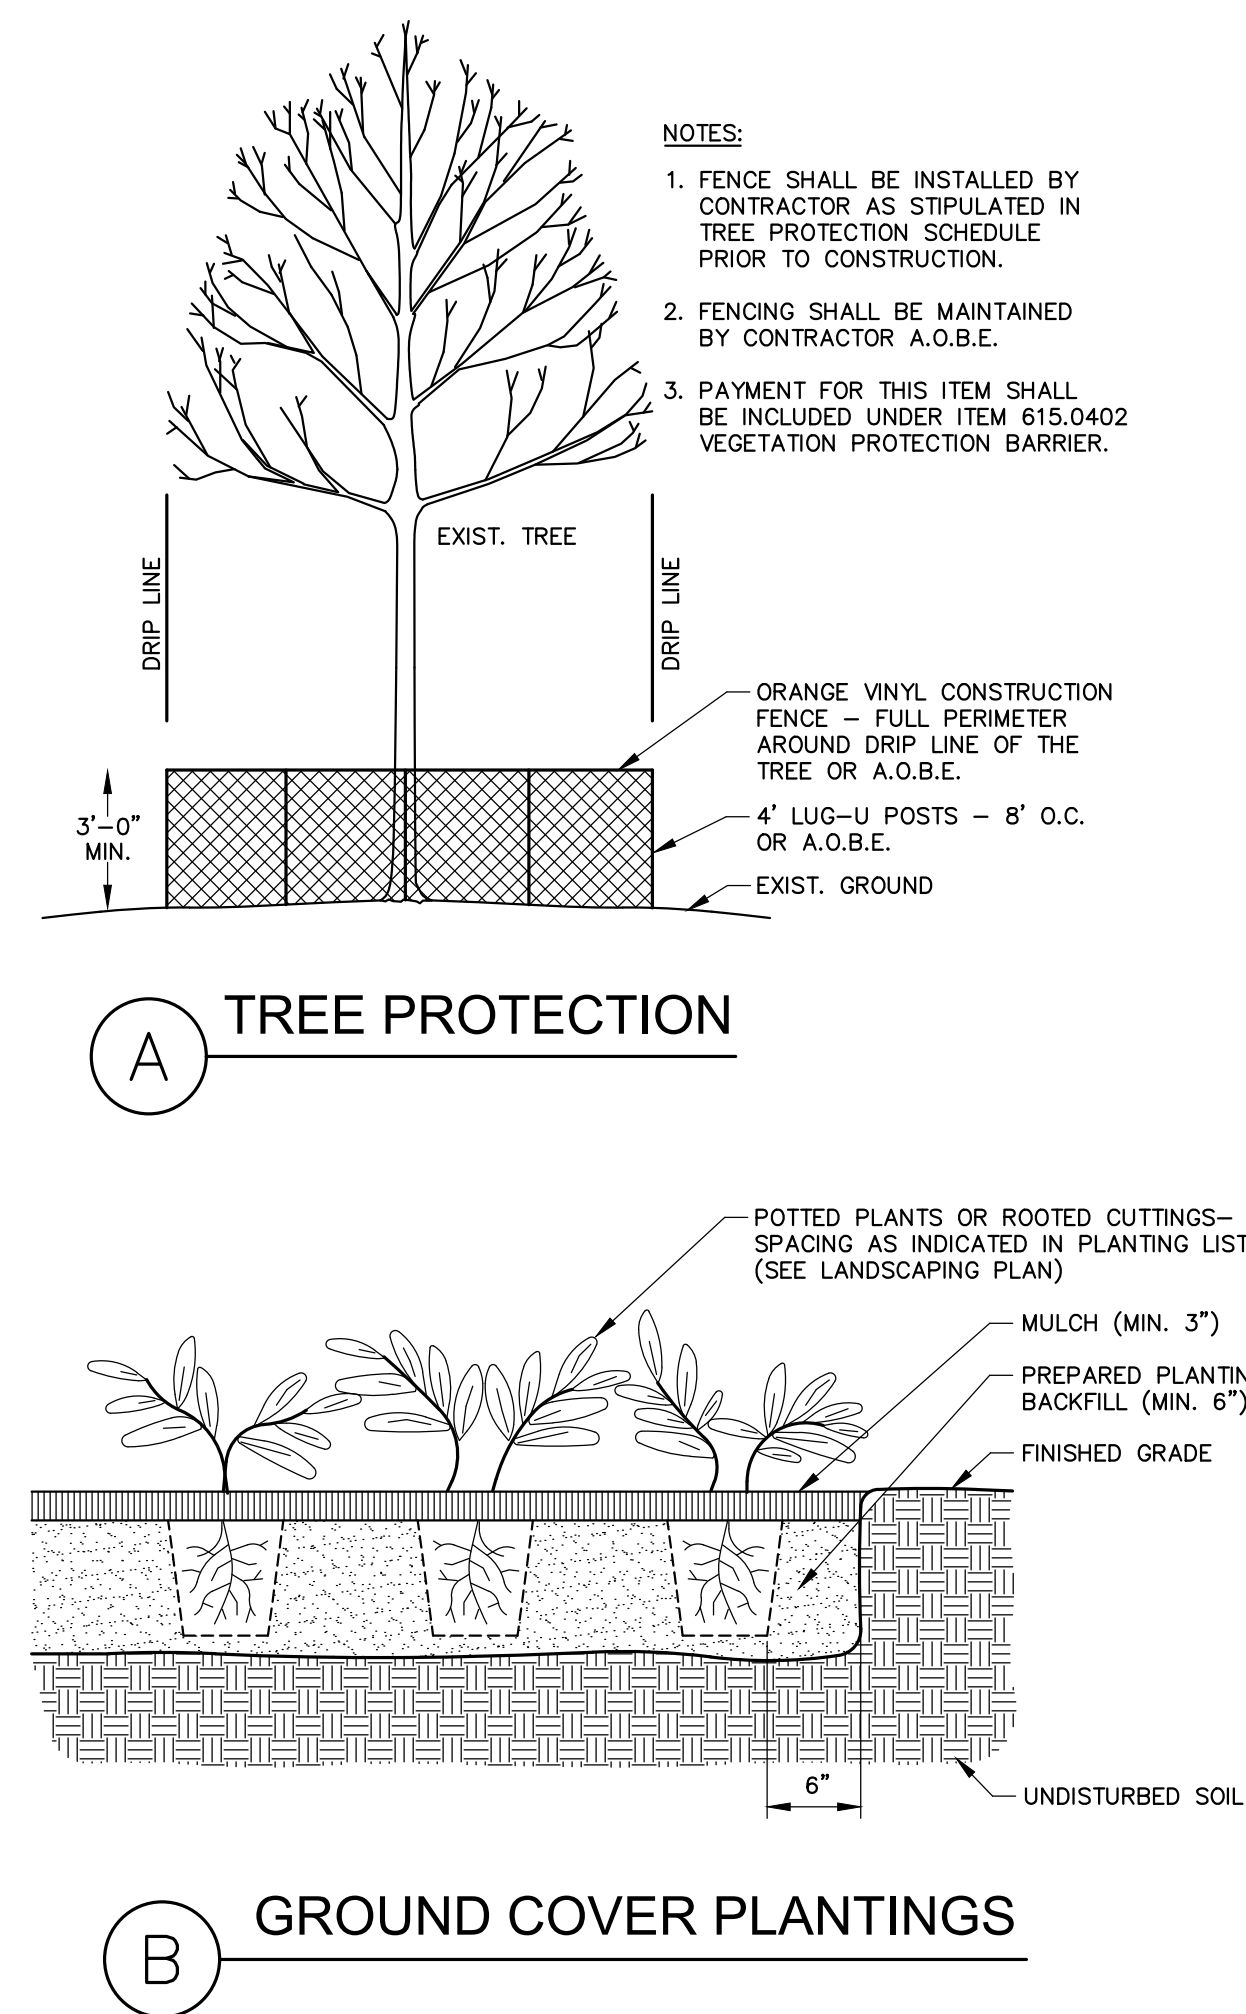 NOTES:
1. FENCE SHALL BE INSTALLED BY
CONTRACTOR AS STIPULATED IN
TREE PROTECTION SCHEDULE
PRIOR TO CONSTRUCTION.
2. FENCING SHALL BE MAINTAINED
BY CONTRACTOR A.O.B.E.
3. PAYMENT FOR THIS ITEM SHALL
BE INCLUDED UNDER ITEM 615.0402
VEGETATION PROTECTION BARRIER.
EXIST. TREE
DRIP LINE
DRIP LINE
ORANGE VINYL CONSTRUCTION
FENCE – FULL PERIMETER
AROUND DRIP LINE OF THE
TREE OR A.O.B.E.
3'–0"
MIN.
4' LUG–U POSTS – 8' O.C.
OR A.O.B.E.
EXIST. GROUND
A
TREE PROTECTION
POTTED PLANTS OR ROOTED CUTTINGS–
SPACING AS INDICATED IN PLANTING LIST
(SEE LANDSCAPING PLAN)
MULCH (MIN. 3")
PREPARED PLANTIN
BACKFILL (MIN. 6")
FINISHED GRADE
6"
UNDISTURBED SOIL
B
GROUND COVER PLANTINGS